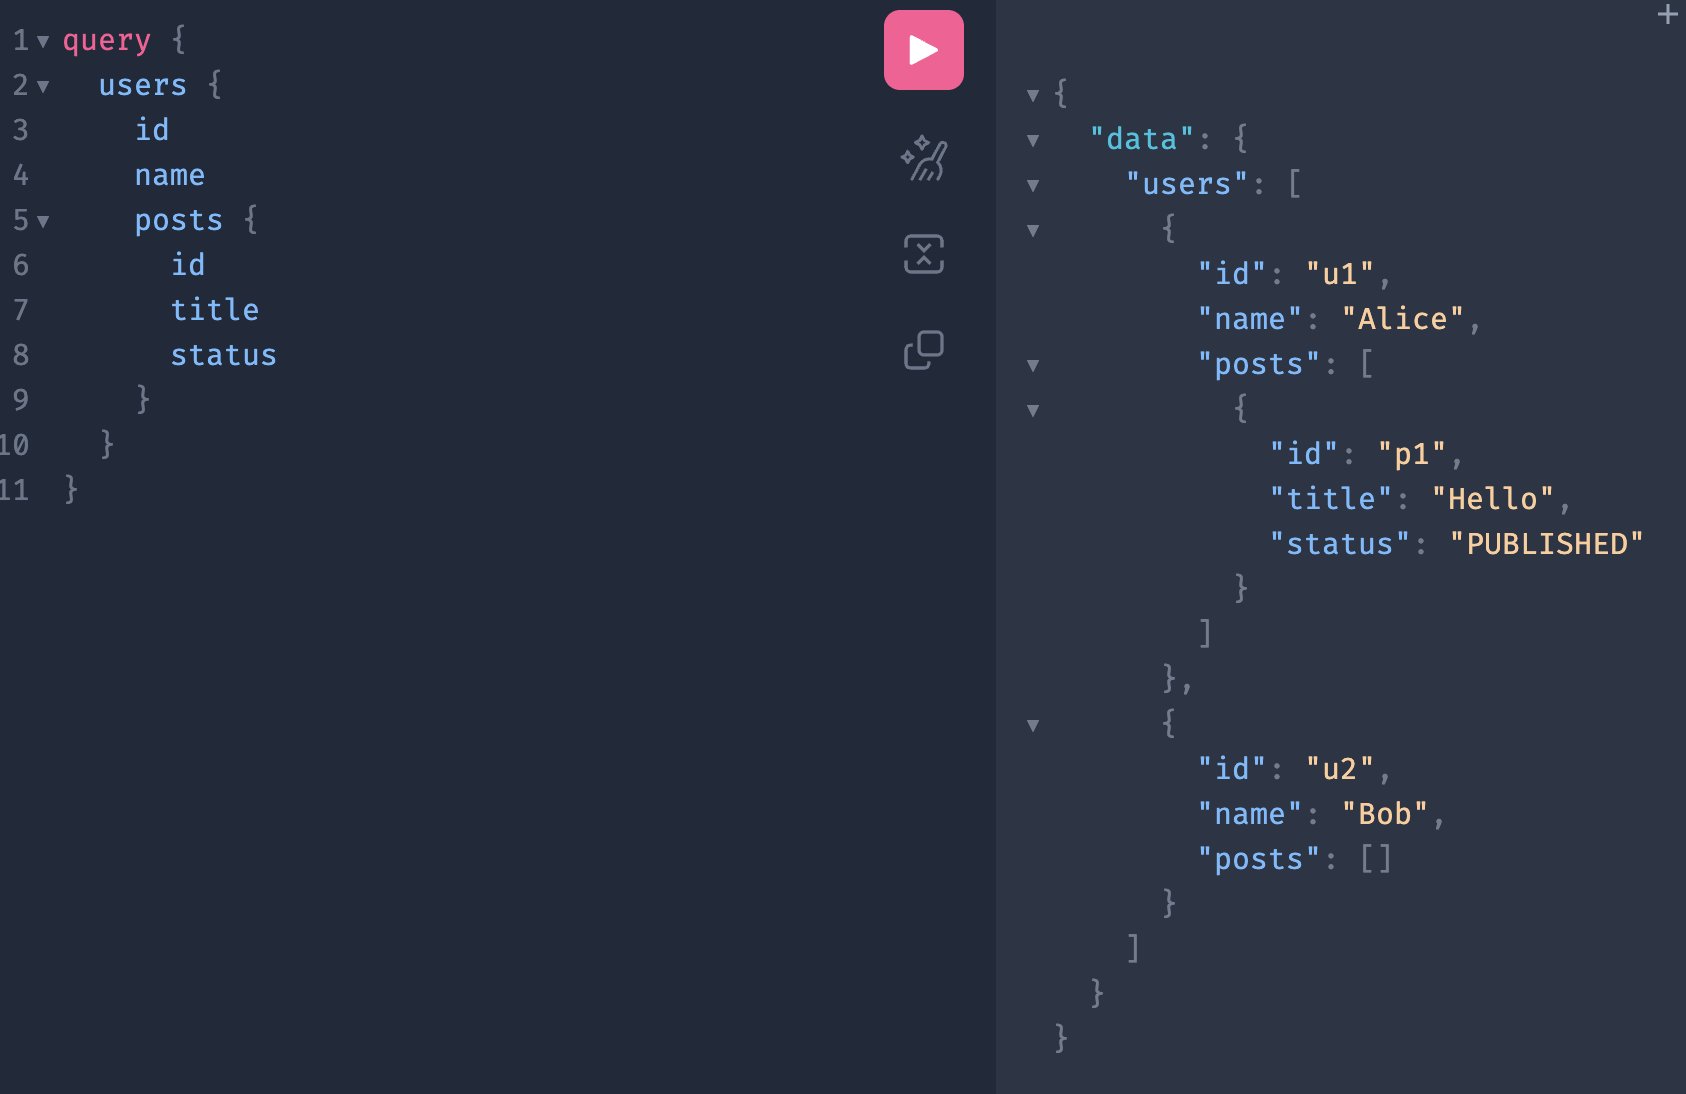 1 query {
2   users {
3     id
4     name
5     posts {
6       id
7       title
8       status
9     }
10   }
11 }
{
  "data": {
    "users": [
      {
        "id": "u1",
        "name": "Alice",
        "posts": [
          {
            "id": "p1",
            "title": "Hello",
            "status": "PUBLISHED"
          }
        ]
      },
      {
        "id": "u2",
        "name": "Bob",
        "posts": []
      }
    ]
  }
}